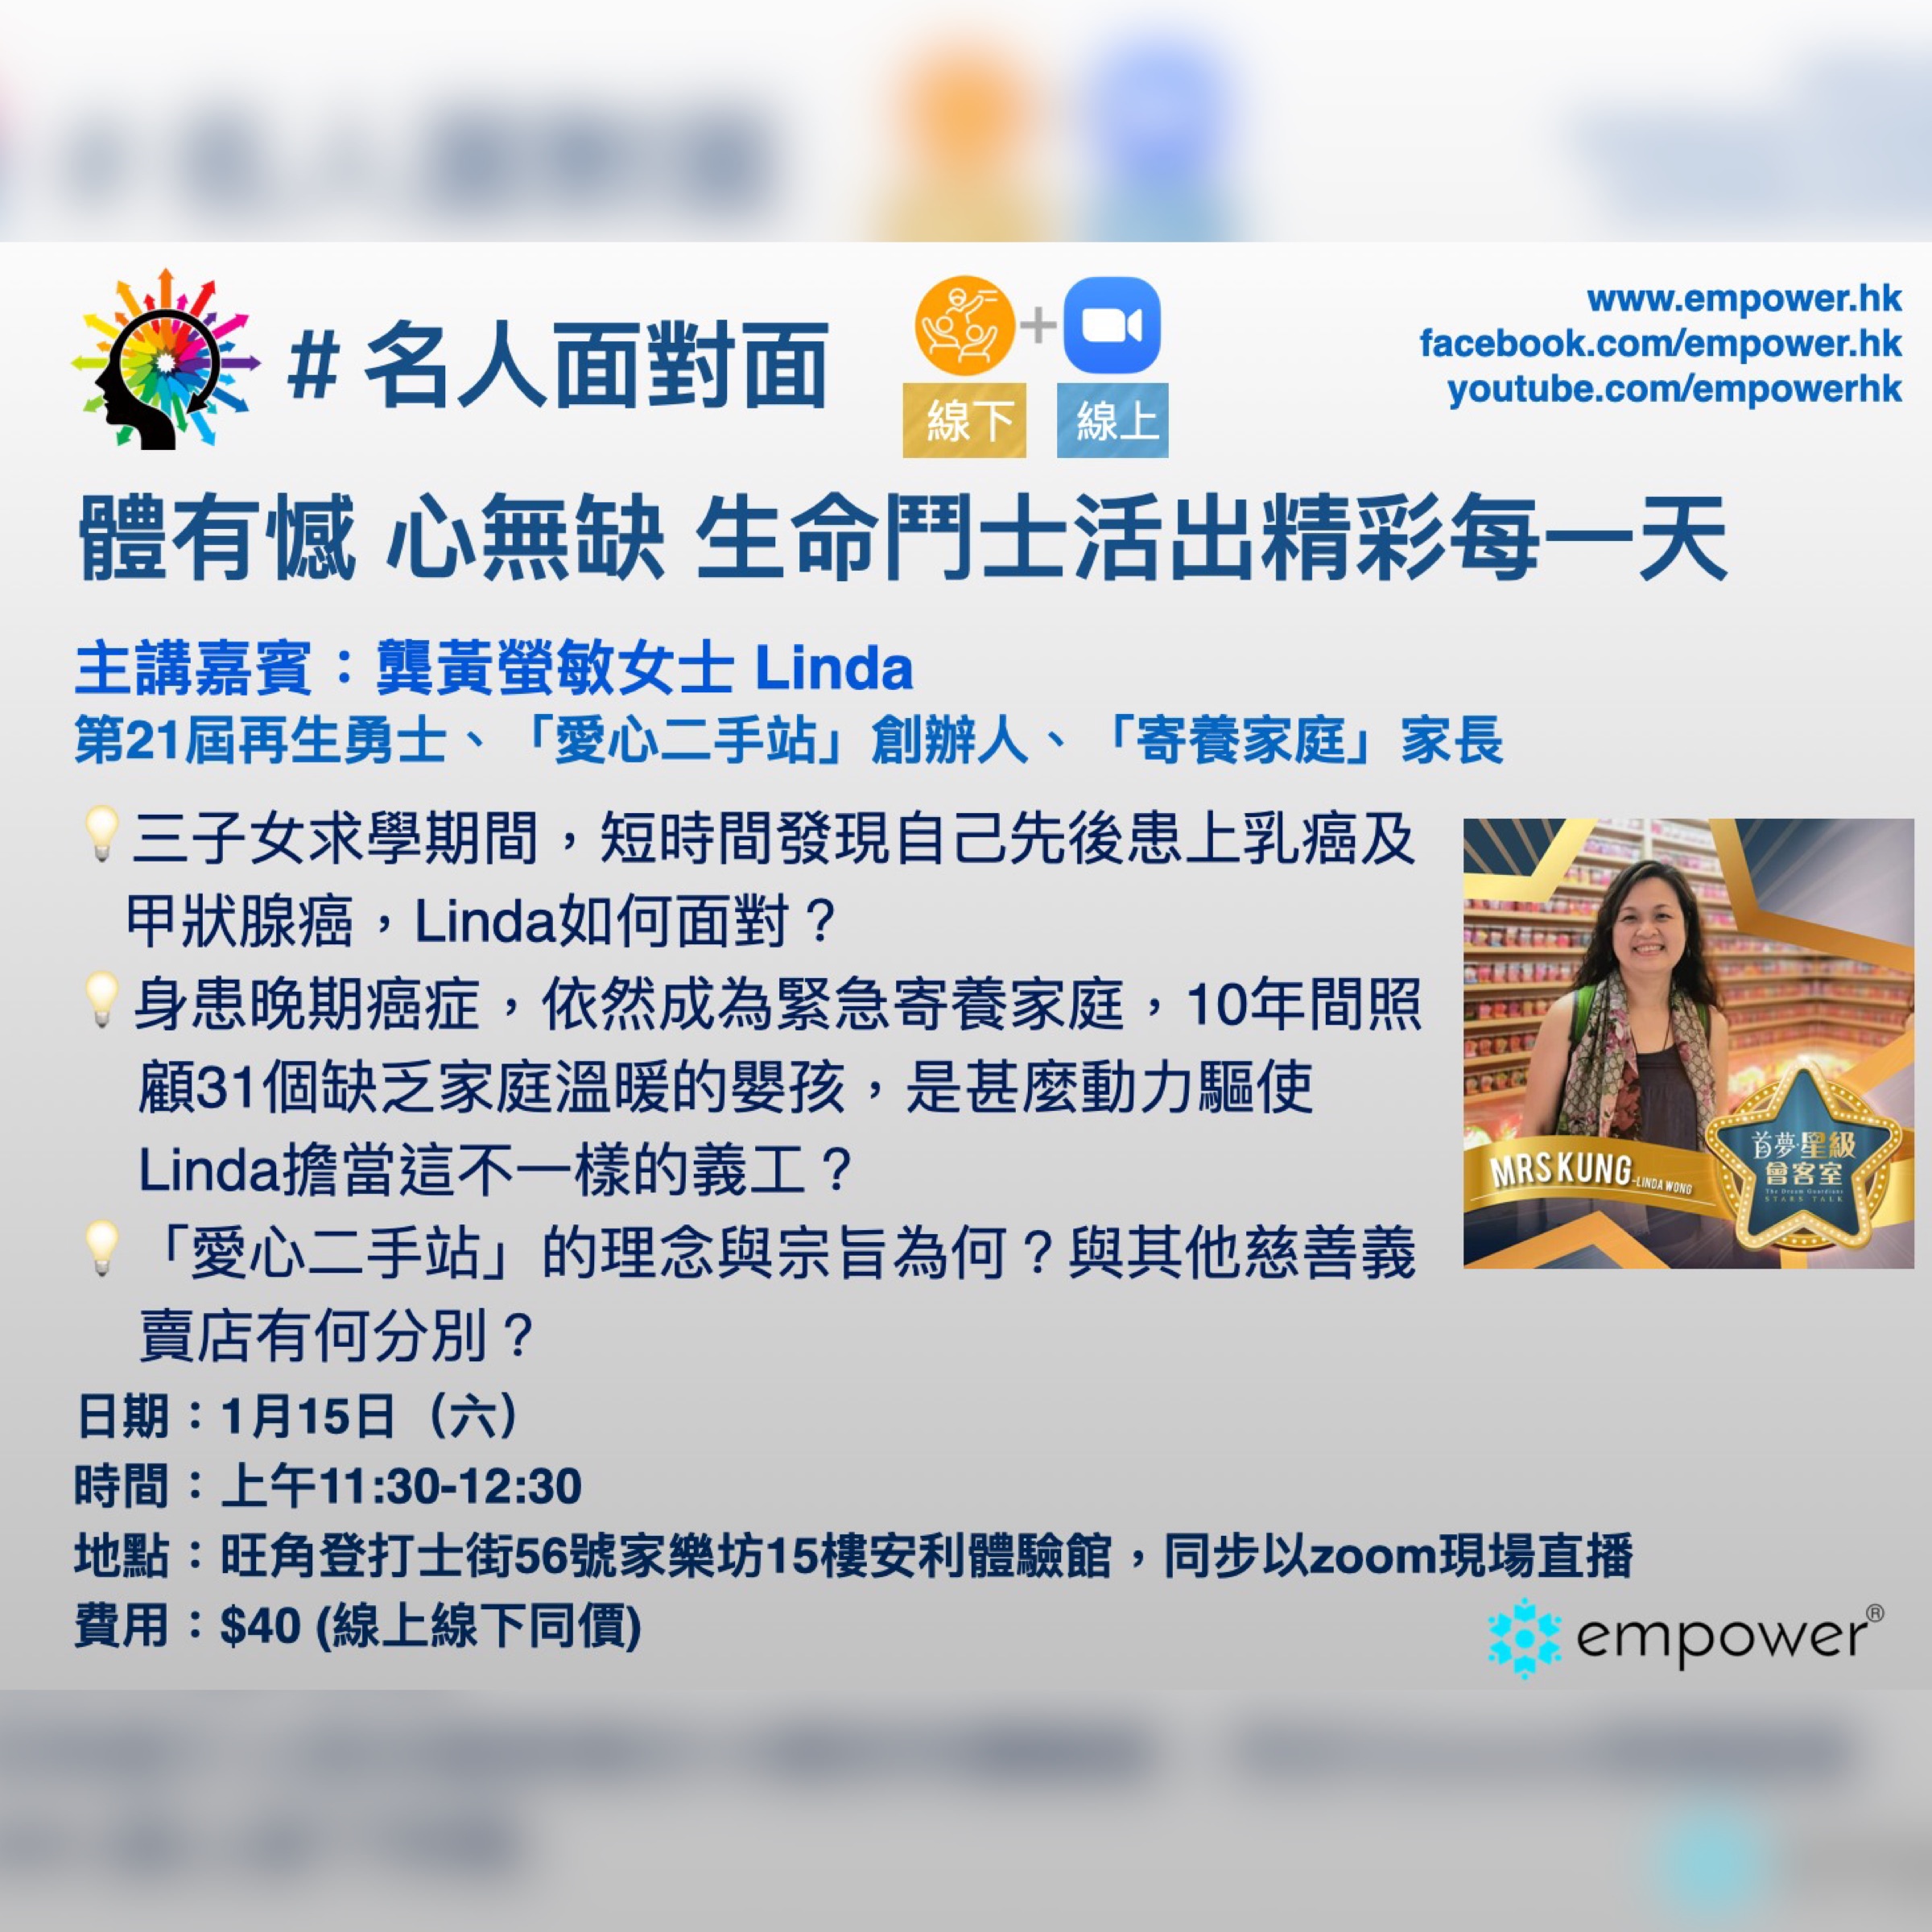 # 名人面對面
線下 + 線上
www.empower.hk
facebook.com/empower.hk
youtube.com/empowerhk
體有憾 心無缺 生命鬥士活出精彩每一天
主講嘉賓：龔黃螢敏女士 Linda
第21屆再生勇士、「愛心二手站」創辦人、「寄養家庭」家長
三子女求學期間，短時間發現自己先後患上乳癌及
甲狀腺癌，Linda如何面對？
身患晚期癌症，依然成為緊急寄養家庭，10年間照
顧31個缺乏家庭溫暖的嬰孩，是甚麼動力驅使
Linda擔當這不一樣的義工？
「愛心二手站」的理念與宗旨為何？與其他慈善義
賣店有何分別？
MRS KUNG -LINDA WONG
首夢·星級
會客室
The Dream Guardians
STARS TALK
日期：1月15日（六）
時間：上午11:30-12:30
地點：旺角登打士街56號家樂坊15樓安利體驗館，同步以zoom現場直播
費用：$40 (線上線下同價)
empower®